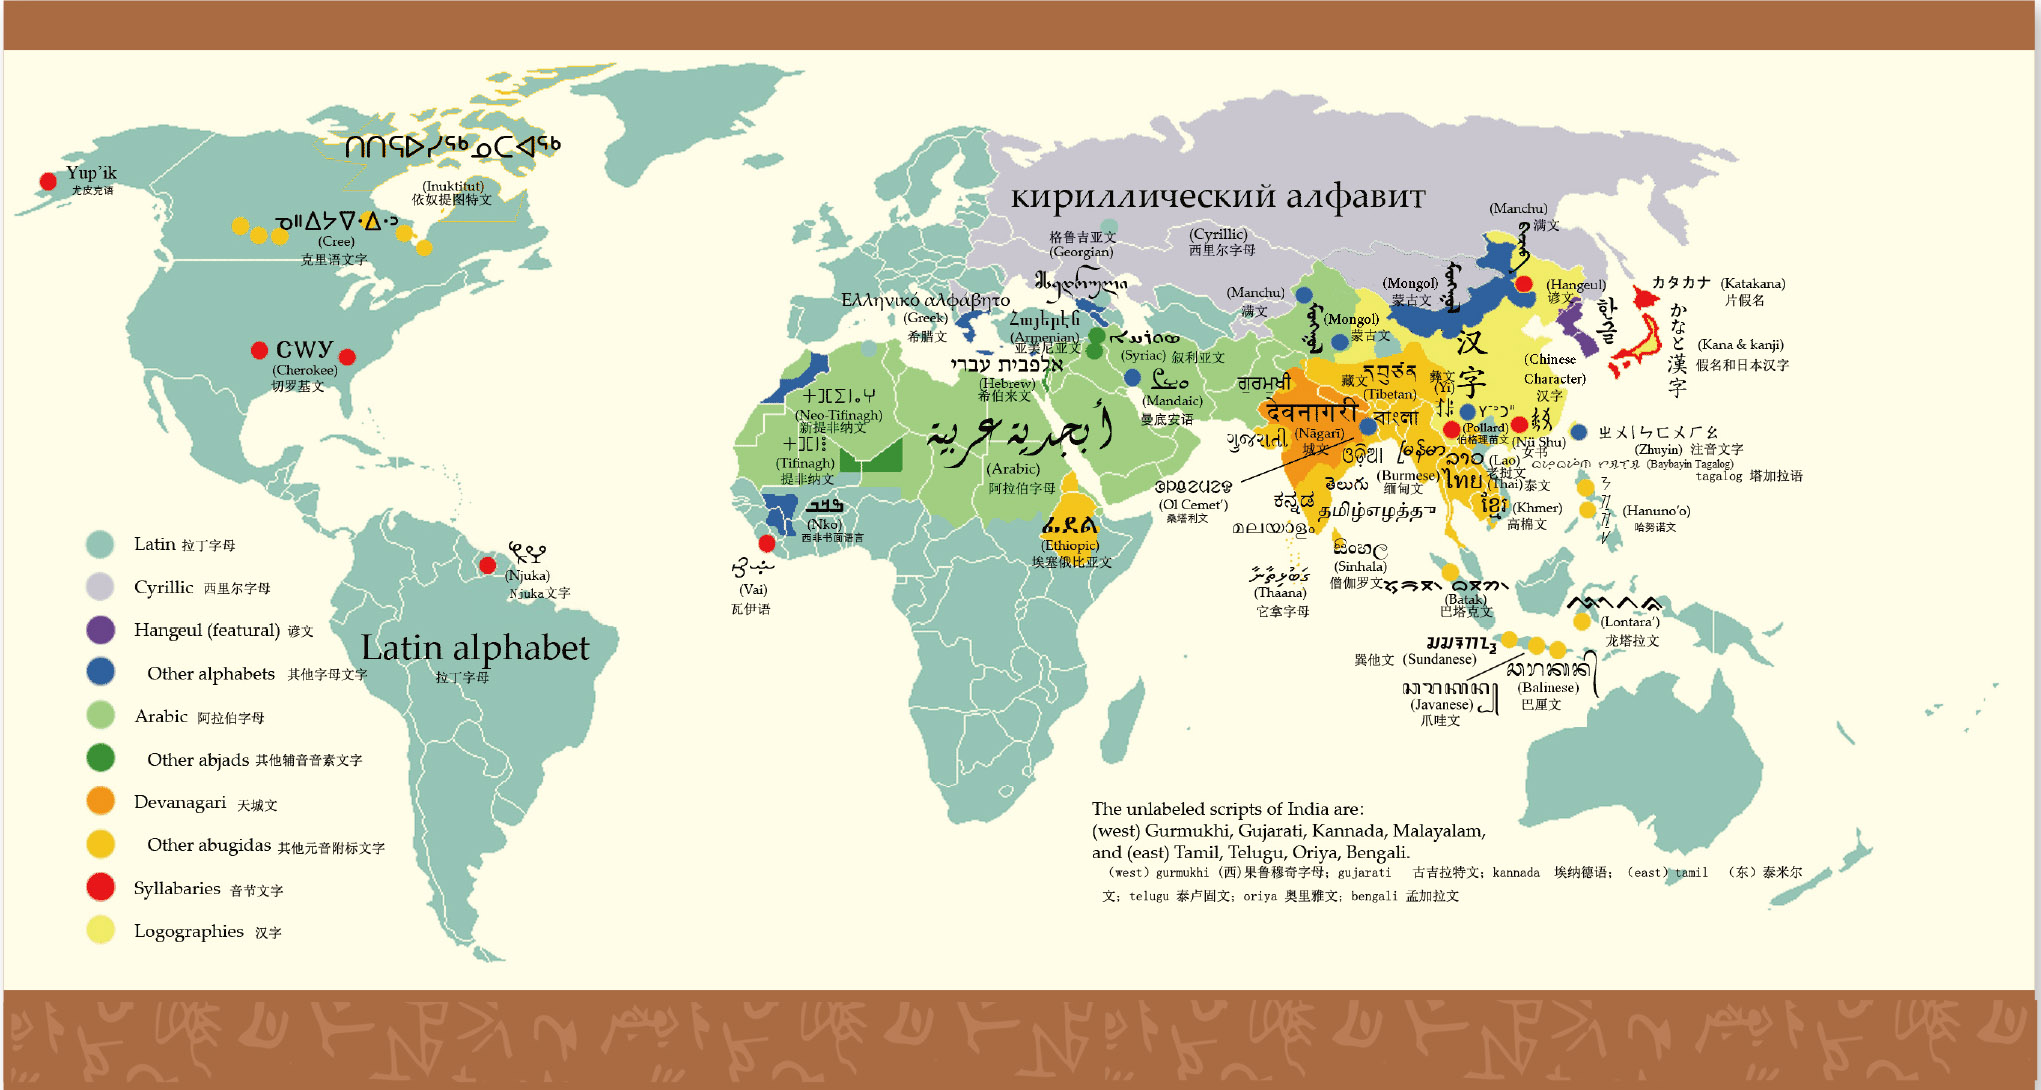 Yup'ik
尤皮克语
ᑎᑎᕋᐅᓯᖅᓄᑕᐊᖅ
(Inuktitut)
依奴提图特文
(Cree)
克里语文字
ᏣᎳᎩ
(Cherokee)
切罗基文
(Njuka)
Njuka文字
Latin alphabet
拉丁字母
кириллический алфавит
(Cyrillic)
西里尔字母
格鲁吉亚文
(Georgian)
მხედრული
Ελληνικό αλφάβητο
(Greek)
希腊文
Հայերէն
(Armenian)
亚美尼亚文
(Syriac) 叙利亚文
אלפבית עברי
(Hebrew)
希伯来文
(Mandaic)
曼底安语
(Neo-Tifinagh)
新提非纳文
(Tifinagh)
提非纳文
أبجدية عربية
(Arabic)
阿拉伯字母
(Nko)
西非书面语言
(Vai)
瓦伊语
ፊደል
(Ethiopic)
埃塞俄比亚文
(Manchu)
满文
(Manchu)
满文
(Mongol)
蒙古文
(Mongol)
蒙古文
(Hangeul)
谚文
한글
カタカナ (Katakana)
片假名
かなと漢字
(Kana & kanji)
假名和日本汉字
汉字
(Chinese
Character)
汉字
藏文
(Tibetan)
彝文
(Yi)
(Pollard)
伯格理苗文
(Nü Shu)
女书
ㄓㄨㄧㄣㄈㄨㄏㄠ
(Zhuyin) 注音文字
(Baybayin Tagalog)
tagalog 塔加拉语
(Hanuno'o)
哈努诺文
ਗੁਰਮੁਖੀ
देवनागरी
(Nāgarī)
城文
বাংলা
ગુજરાતી
ଓଡ଼ିଆ
(Burmese)
缅甸文
ລາວ
(Lao)
老挝文
ไทย
(Thai)泰文
ខ្មែរ
(Khmer)
高棉文
(Ol Cemet')
桑塔利文
తెలుగు
ಕನ್ನಡ
தமிழ்எழுத்து
മലയാളം
සිංහල
(Sinhala)
僧伽罗文
(Thaana)
它拿字母
(Batak)
巴塔克文
(Lontara')
龙塔拉文
巽他文 (Sundanese)
(Javanese)
爪哇文
(Balinese)
巴厘文
Latin 拉丁字母
Cyrillic 西里尔字母
Hangeul (featural) 谚文
Other alphabets 其他字母文字
Arabic 阿拉伯字母
Other abjads 其他辅音音素文字
Devanagari 天城文
Other abugidas 其他元音附标文字
Syllabaries 音节文字
Logographies 汉字
The unlabeled scripts of India are:
(west) Gurmukhi, Gujarati, Kannada, Malayalam,
and (east) Tamil, Telugu, Oriya, Bengali.
(west) gurmukhi (西)果鲁穆奇字母; gujarati 古吉拉特文; kannada 埃纳德语; (east) tamil (东) 泰米尔
文; telugu 泰卢固文; oriya 奥里雅文; bengali 孟加拉文